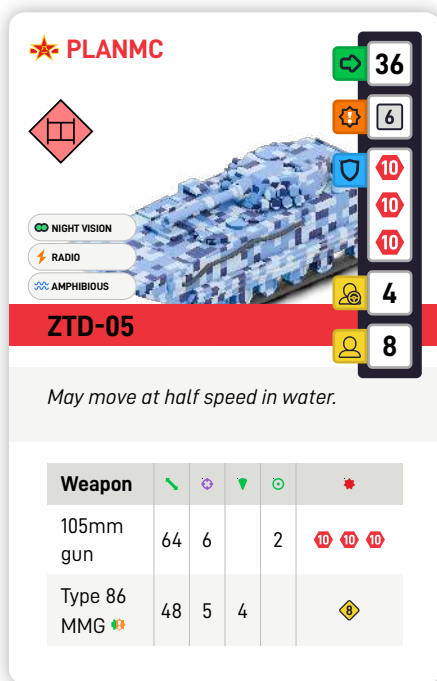 PLANMC
36
6
10
10
10
NIGHT VISION
RADIO
AMPHIBIOUS
4
ZTD-05
8
May move at half speed in water.
Weapon
105mm gun 64 6 2 10 10 10
Type 86 MMG 48 5 4 8